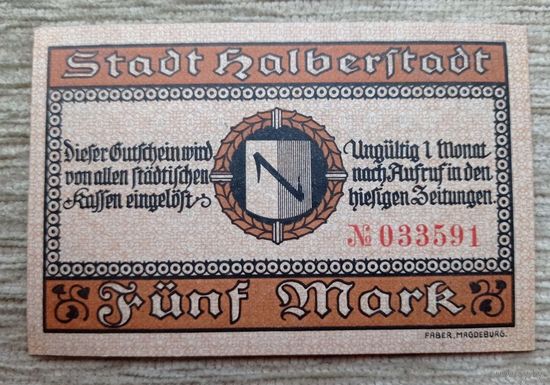 Stadt Halberstadt
Dieser Gutschein wird
von allen städtischen
Kassen eingelöst
Ungültig 1 Monat
nach Aufruf in den
hiesigen Zeitungen.
№ 033591
Fünf Mark
FABER, MAGDEBURG.